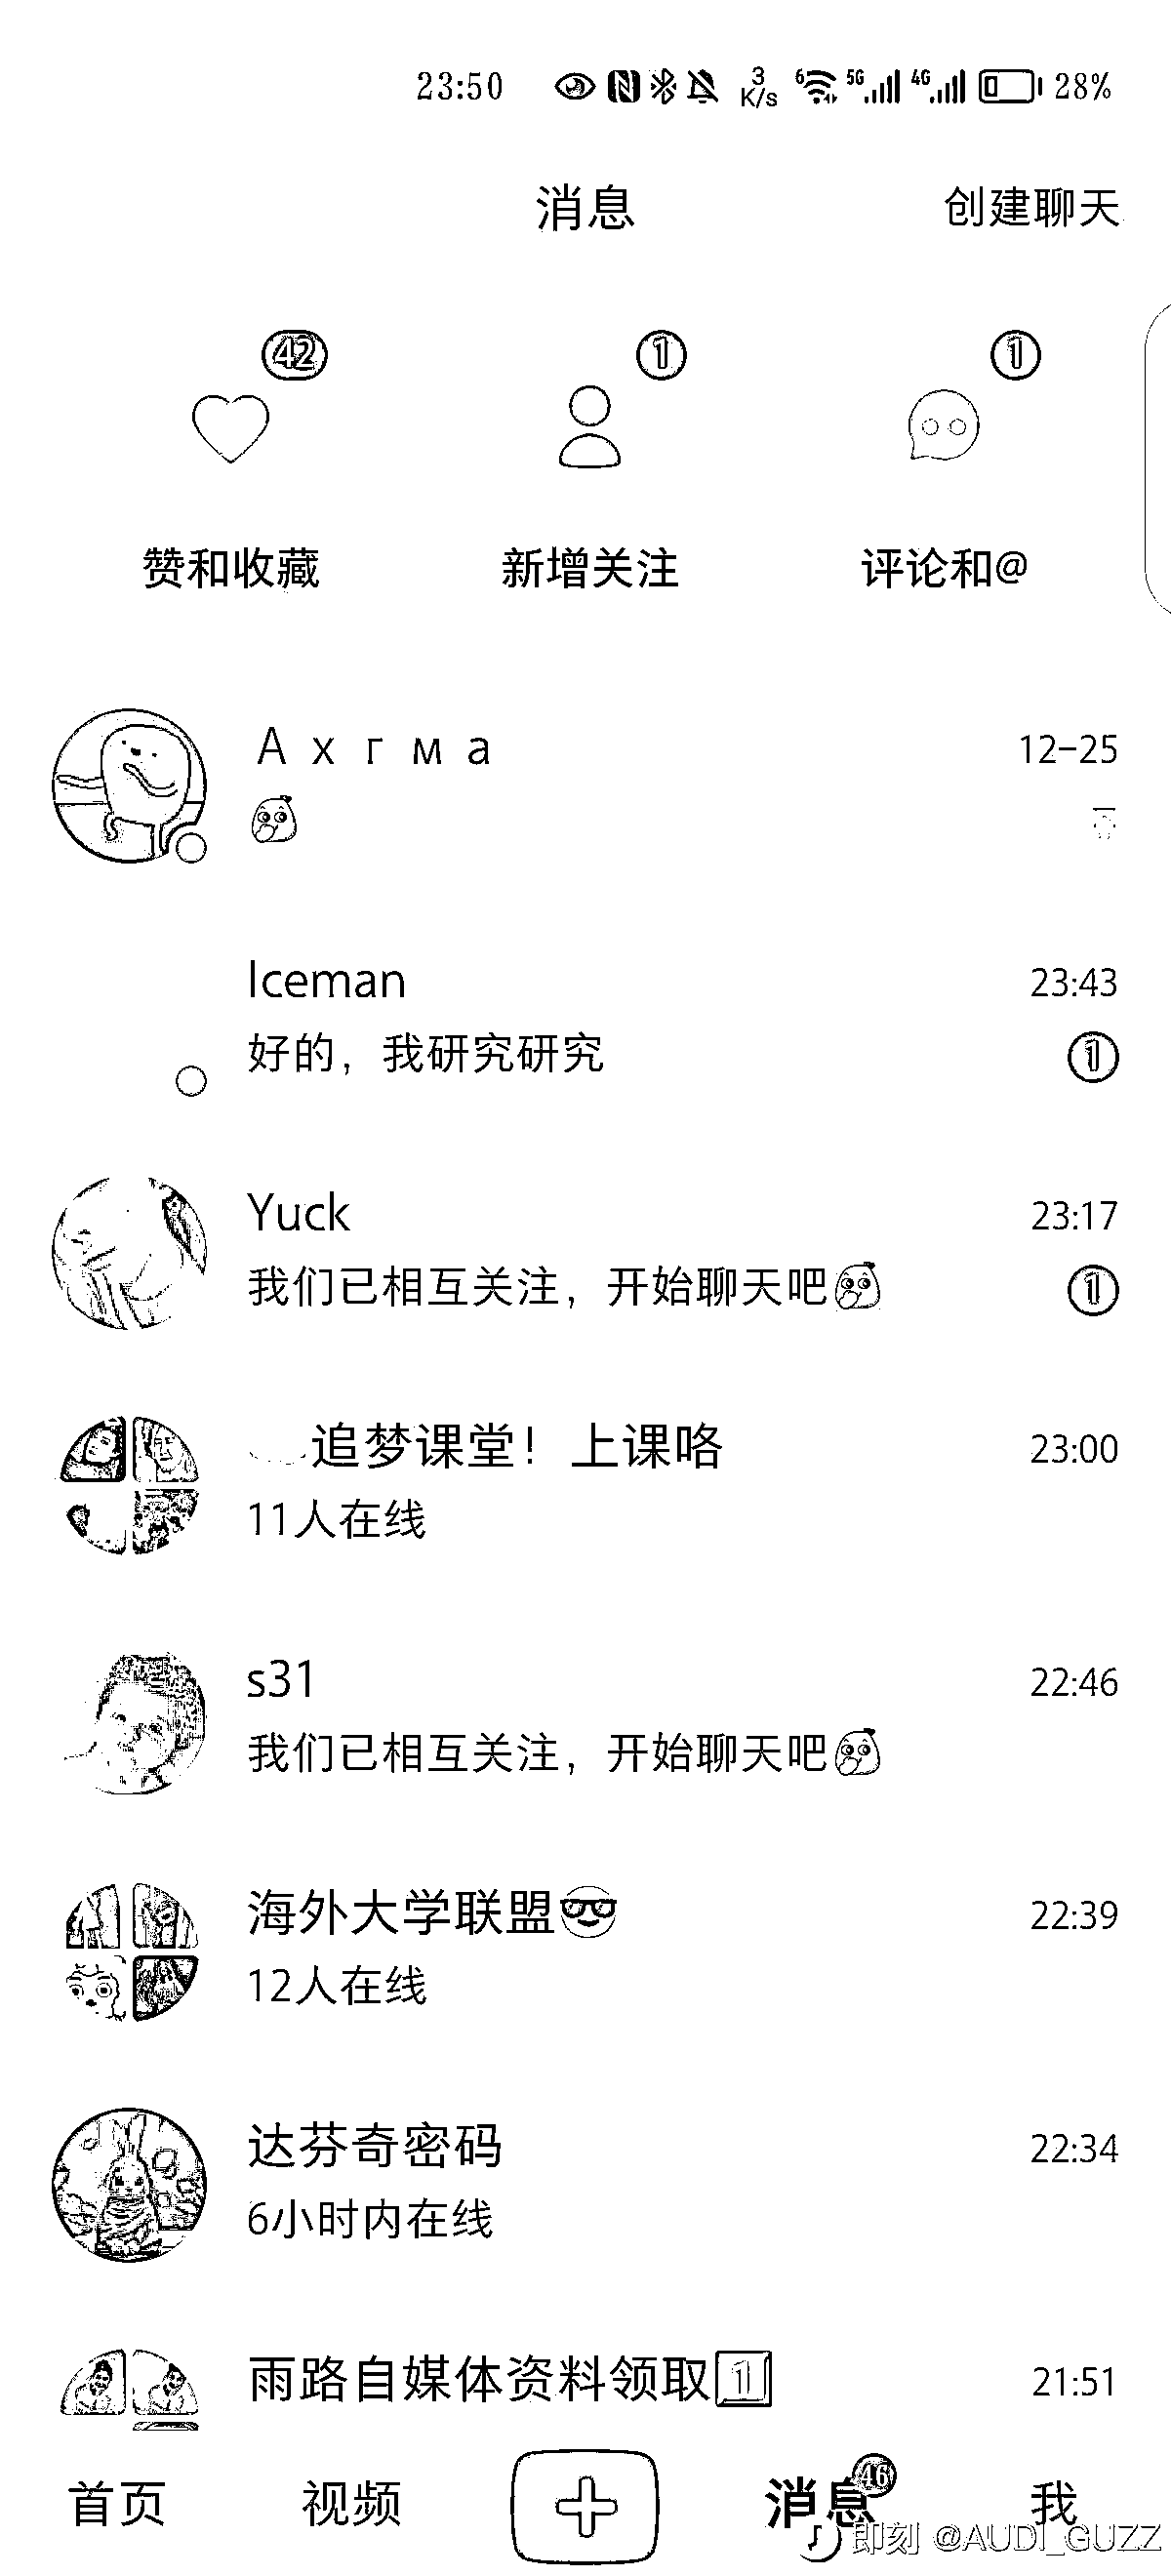 23:50 3 K/s 6 5G 4G 28%
消息 创建聊天
42 1 1
赞和收藏 新增关注 评论和@
А х г м а 12-25
Iceman 23:43
好的，我研究研究 1
Yuck 23:17
我们已相互关注，开始聊天吧 1
追梦课堂！上课咯 23:00
11人在线
s31 22:46
我们已相互关注，开始聊天吧
海外大学联盟😎 22:39
12人在线
达芬奇密码 22:34
6小时内在线
雨路自媒体资料领取1 21:51
首页 视频 消息 46 我
即刻 @AUDI_GUZZ